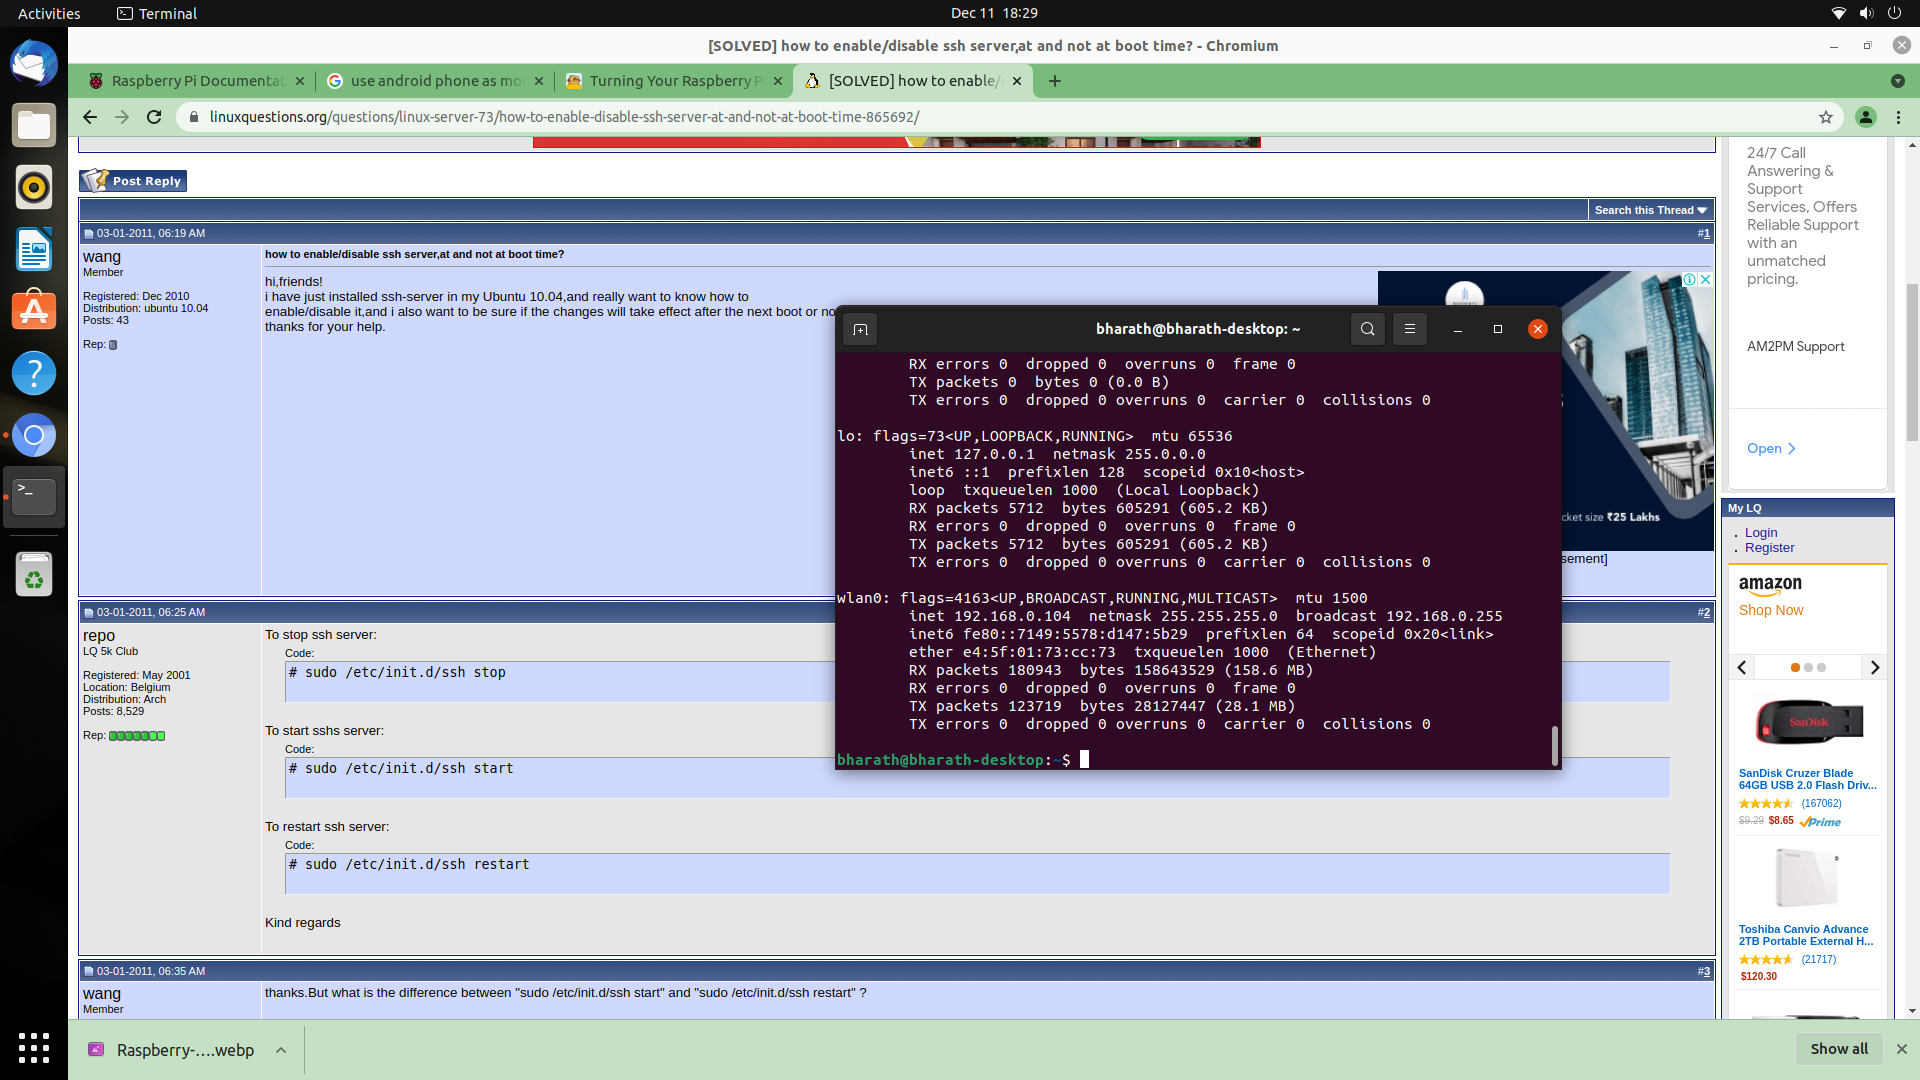 Activities
Terminal
Dec 11 18:29
[SOLVED] how to enable/disable ssh server,at and not at boot time? - Chromium
Raspberry Pi Documentat
use android phone as mo
Turning Your Raspberry P
[SOLVED] how to enable/
linuxquestions.org/questions/linux-server-73/how-to-enable-disable-ssh-server-at-and-not-at-boot-time-865692/
Post Reply
Search this Thread
03-01-2011, 06:19 AM
#1
wang
Member
Registered: Dec 2010
Distribution: ubuntu 10.04
Posts: 43
Rep:
how to enable/disable ssh server,at and not at boot time?
hi,friends!
i have just installed ssh-server in my Ubuntu 10.04,and really want to know how to
enable/disable it,and i also want to be sure if the changes will take effect after the next boot or no
thanks for your help.
cket size ₹25 Lakhs
sement]
03-01-2011, 06:25 AM
#2
repo
LQ 5k Club
Registered: May 2001
Location: Belgium
Distribution: Arch
Posts: 8,529
Rep:
To stop ssh server:
Code:
# sudo /etc/init.d/ssh stop
To start sshs server:
Code:
# sudo /etc/init.d/ssh start
To restart ssh server:
Code:
# sudo /etc/init.d/ssh restart
Kind regards
03-01-2011, 06:35 AM
#3
wang
Member
thanks.But what is the difference between "sudo /etc/init.d/ssh start" and "sudo /etc/init.d/ssh restart" ?
bharath@bharath-desktop: ~
RX errors 0  dropped 0  overruns 0  frame 0
TX packets 0  bytes 0 (0.0 B)
TX errors 0  dropped 0 overruns 0  carrier 0  collisions 0
lo: flags=73<UP,LOOPBACK,RUNNING>  mtu 65536
inet 127.0.0.1  netmask 255.0.0.0
inet6 ::1  prefixlen 128  scopeid 0x10<host>
loop  txqueuelen 1000  (Local Loopback)
RX packets 5712  bytes 605291 (605.2 KB)
RX errors 0  dropped 0  overruns 0  frame 0
TX packets 5712  bytes 605291 (605.2 KB)
TX errors 0  dropped 0 overruns 0  carrier 0  collisions 0
wlan0: flags=4163<UP,BROADCAST,RUNNING,MULTICAST>  mtu 1500
inet 192.168.0.104  netmask 255.255.255.0  broadcast 192.168.0.255
inet6 fe80::7149:5578:d147:5b29  prefixlen 64  scopeid 0x20<link>
ether e4:5f:01:73:cc:73  txqueuelen 1000  (Ethernet)
RX packets 180943  bytes 158643529 (158.6 MB)
RX errors 0  dropped 0  overruns 0  frame 0
TX packets 123719  bytes 28127447 (28.1 MB)
TX errors 0  dropped 0 overruns 0  carrier 0  collisions 0
bharath@bharath-desktop:~$
24/7 Call
Answering &
Support
Services, Offers
Reliable Support
with an
unmatched
pricing.
AM2PM Support
Open
My LQ
Login
Register
amazon
Shop Now
SanDisk
SanDisk Cruzer Blade
64GB USB 2.0 Flash Driv...
(167062)
$9.29 $8.65 Prime
Toshiba Canvio Advance
2TB Portable External H...
(21717)
$120.30
Raspberry-....webp
Show all